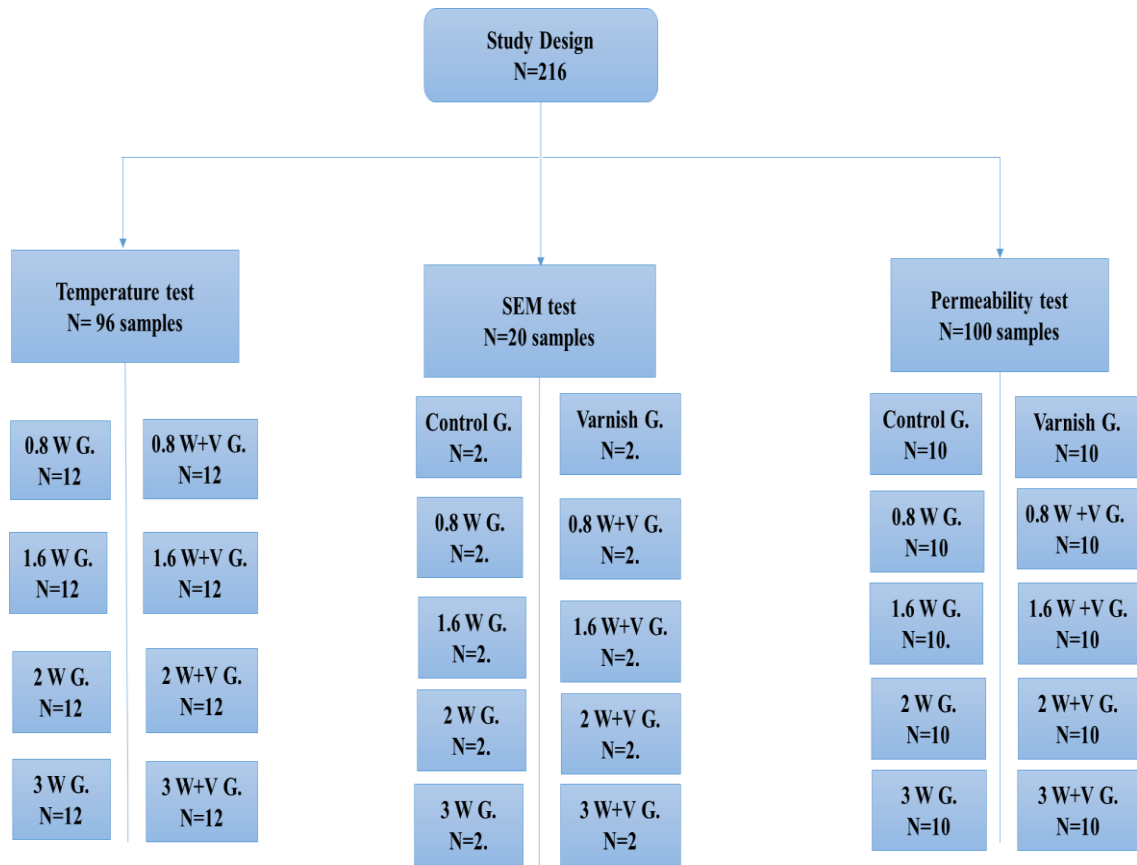 Study Design
N=216
Temperature test
N= 96 samples
0.8 W G.
N=12
0.8 W+V G.
N=12
1.6 W G.
N=12
1.6 W+V G.
N=12
2 W G.
N=12
2 W+V G.
N=12
3 W G.
N=12
3 W+V G.
N=12
SEM test
N=20 samples
Control G.
N=2.
Varnish G.
N=2.
0.8 W G.
N=2.
0.8 W+V G.
N=2.
1.6 W G.
N=2.
1.6 W+V G.
N=2.
2 W G.
N=2.
2 W+V G.
N=2.
3 W G.
N=2.
3 W+V G.
N=2
Permeability test
N=100 samples
Control G.
N=10
Varnish G.
N=10
0.8 W G.
N=10
0.8 W +V G.
N=10
1.6 W G.
N=10.
1.6 W +V G.
N=10
2 W G.
N=10
2 W+V G.
N=10
3 W G.
N=10
3 W+V G.
N=10